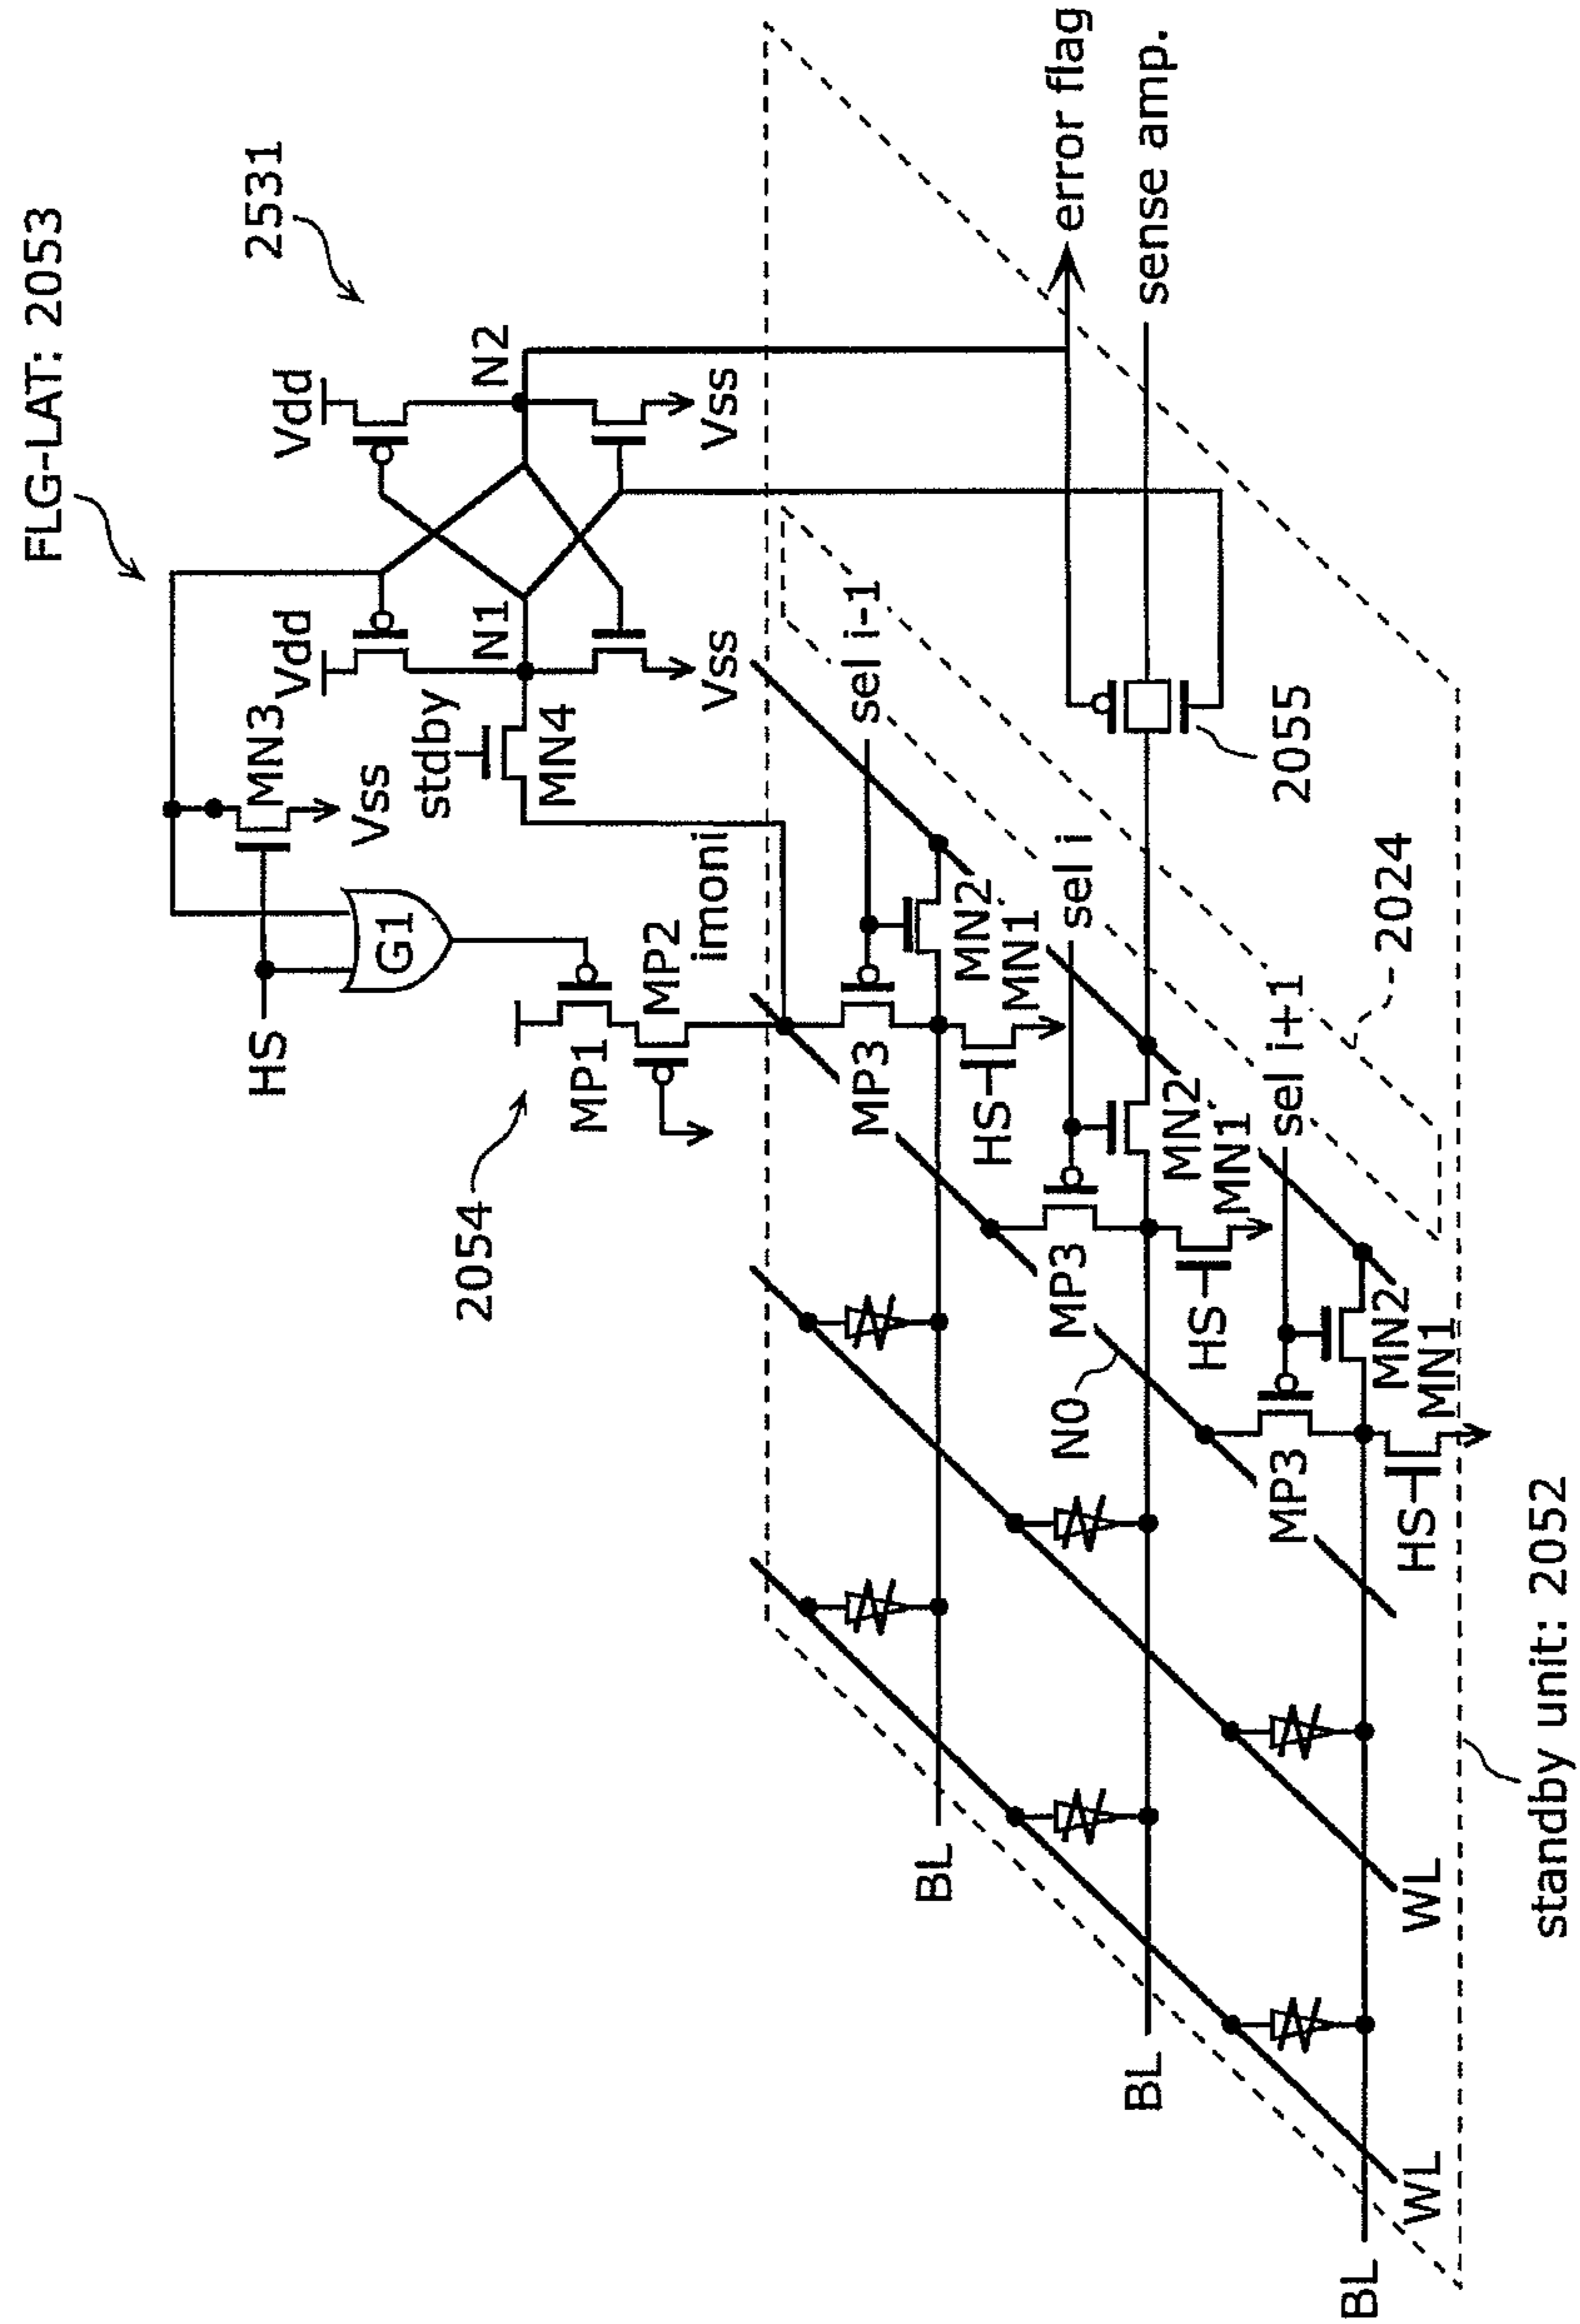 FLG-LAT: 2053
2531
HS
G1
MN3
Vss
Vdd
Vdd
N2
stdby
N1
MN4
Vss
Vss
2054
MP1
MP2
imoni
error flag
sense amp.
sel i-1
MP3
MN2
MN1
HS
sel i
2055
MP3
MN2
MN1
HS
N0
sel i+1
2024
MP3
MN2
MN1
HS
BL
BL
BL
WL
WL
standby unit: 2052